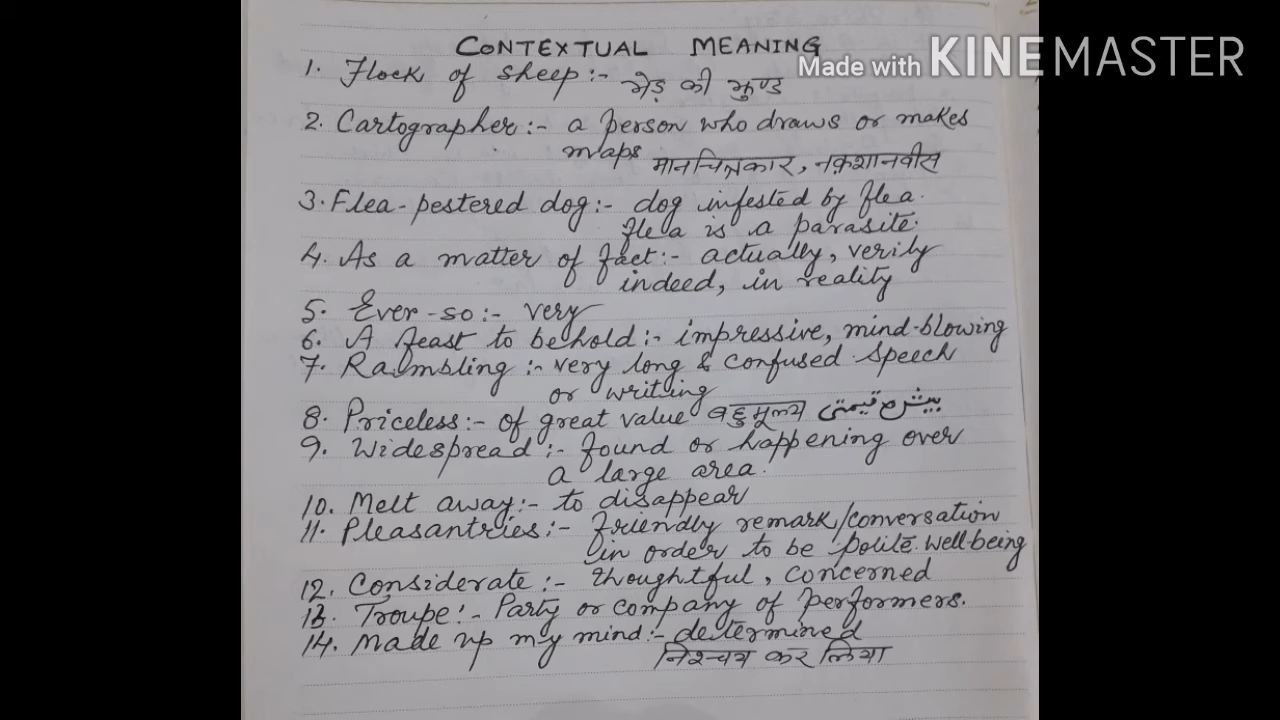 CONTEXTUAL MEANING
Made with KINEMASTER
1. Flock of sheep:- भेड़ की झुण्ड
2. Cartographer:- a person who draws or makes
maps मानचित्रकार, नक़शानवीस
3. Flea-pestered dog:- dog infested by flea.
flea is a parasite.
4. As a matter of fact:- actually, verily
indeed, in reality
5. Ever-so:- very
6. A feast to behold:- impressive, mind-blowing
7. Rambling:- very long & confused speech
or writing
8. Priceless:- of great value बहुमूल्य بیش قیمتی
9. Widespread:- found or happening over
a large area.
10. Melt away:- to disappear
11. Pleasantries:- friendly remark/conversation
in order to be polite. well-being
12. Considerate:- thoughtful, concerned
13. Troupe:- Party or company of performers.
14. Made up my mind:- determined
निश्चय कर लिया